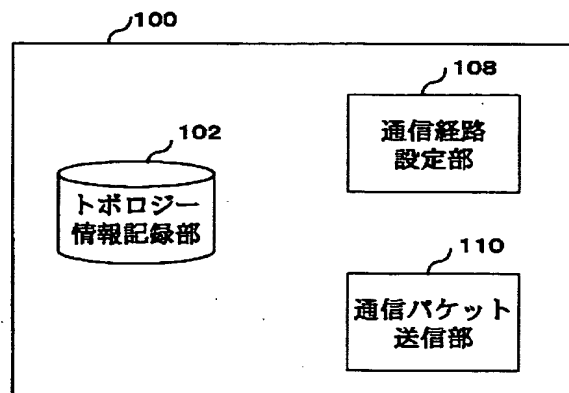 100
108
通信経路
設定部
102
トポロジー
情報記録部
110
通信パケット
送信部